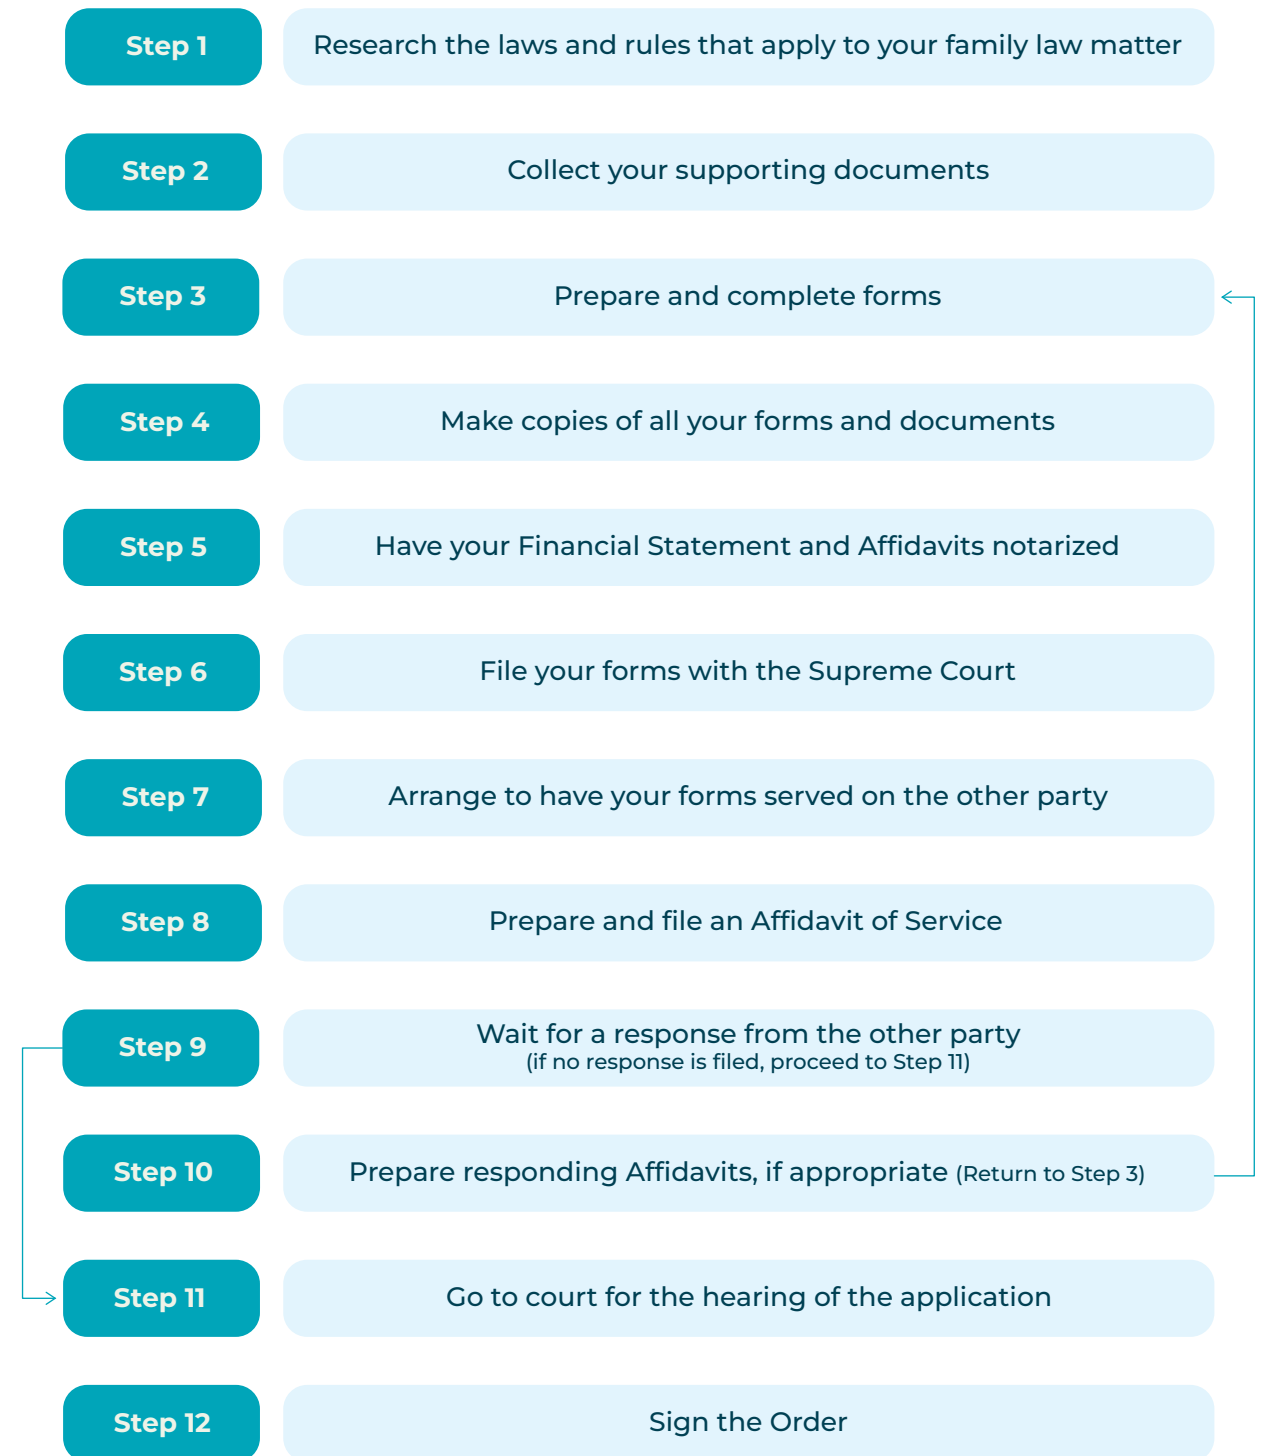 Step 1
Research the laws and rules that apply to your family law matter
Step 2
Collect your supporting documents
Step 3
Prepare and complete forms
Step 4
Make copies of all your forms and documents
Step 5
Have your Financial Statement and Affidavits notarized
Step 6
File your forms with the Supreme Court
Step 7
Arrange to have your forms served on the other party
Step 8
Prepare and file an Affidavit of Service
Step 9
Wait for a response from the other party
(if no response is filed, proceed to Step 11)
Step 10
Prepare responding Affidavits, if appropriate (Return to Step 3)
Step 11
Go to court for the hearing of the application
Step 12
Sign the Order